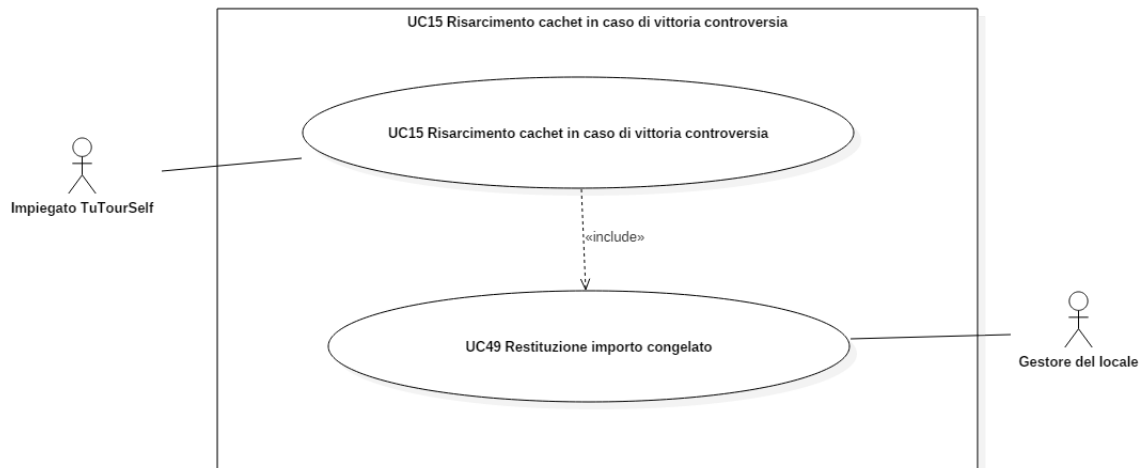 UC15 Risarcimento cachet in caso di vittoria controversia
UC15 Risarcimento cachet in caso di vittoria controversia
Impiegato TuTourSelf
«include»
UC49 Restituzione importo congelato
Gestore del locale